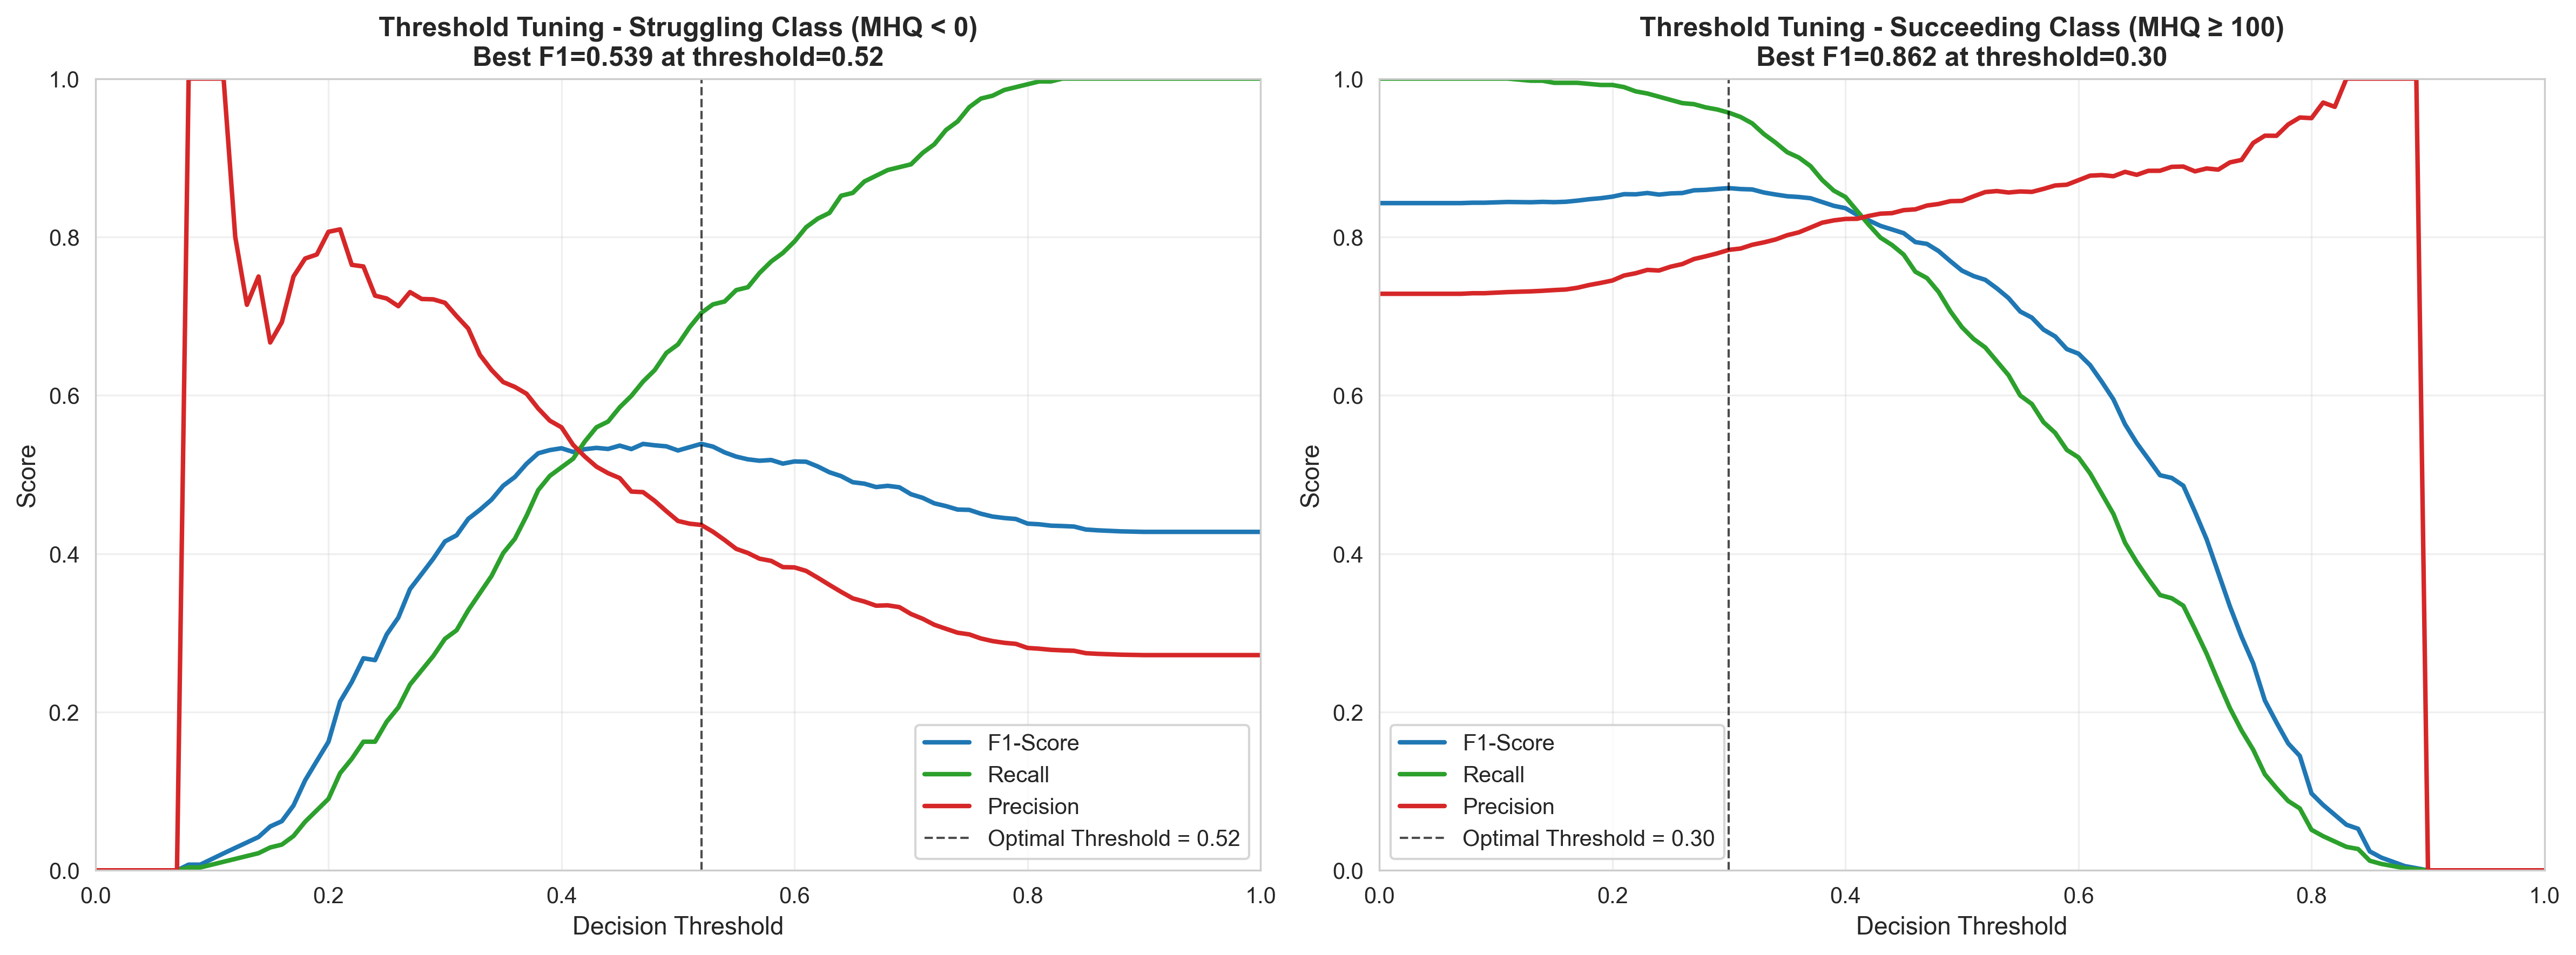 Threshold Tuning - Struggling Class (MHQ < 0)
Best F1=0.539 at threshold=0.52
Score
1.0
0.8
0.6
0.4
0.2
0.0
0.0 0.2 0.4 0.6 0.8 1.0
Decision Threshold
F1-Score
Recall
Precision
Optimal Threshold = 0.52
Threshold Tuning - Succeeding Class (MHQ ≥ 100)
Best F1=0.862 at threshold=0.30
Score
1.0
0.8
0.6
0.4
0.2
0.0
0.0 0.2 0.4 0.6 0.8 1.0
Decision Threshold
F1-Score
Recall
Precision
Optimal Threshold = 0.30